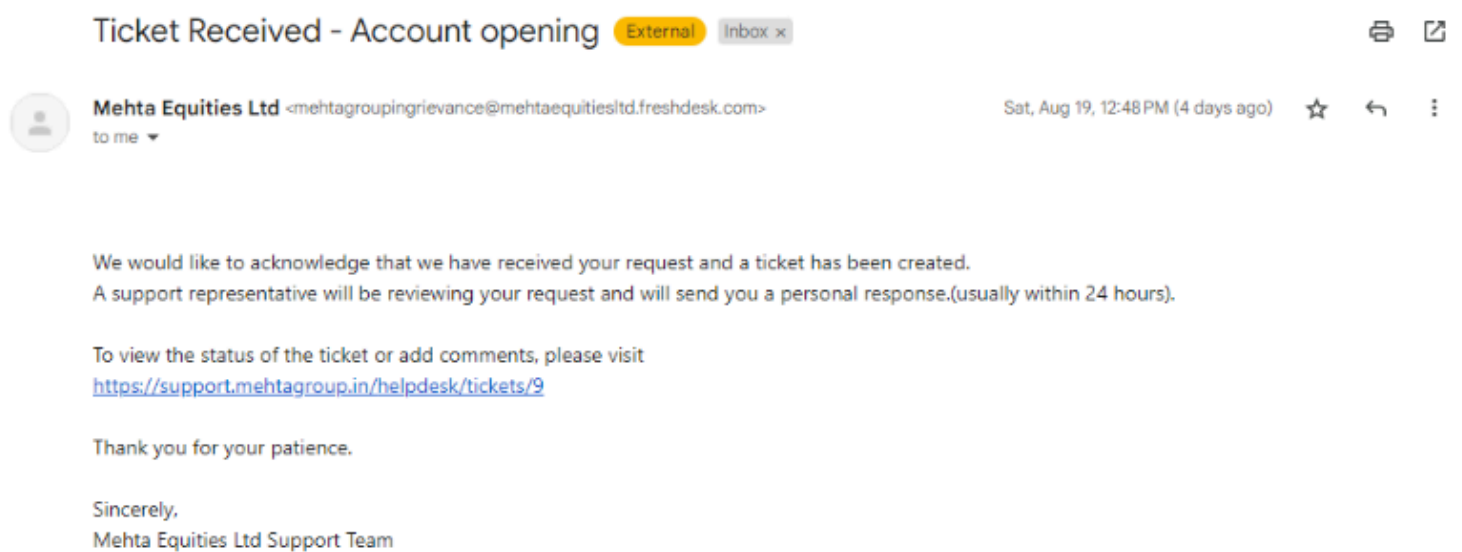 Ticket Received - Account opening External Inbox ×
Mehta Equities Ltd <mehtagroupingrievance@mehtaequitiesltd.freshdesk.com> Sat, Aug 19, 12:48 PM (4 days ago)
to me
We would like to acknowledge that we have received your request and a ticket has been created.
A support representative will be reviewing your request and will send you a personal response.(usually within 24 hours).
To view the status of the ticket or add comments, please visit
https://support.mehtagroup.in/helpdesk/tickets/9
Thank you for your patience.
Sincerely,
Mehta Equities Ltd Support Team